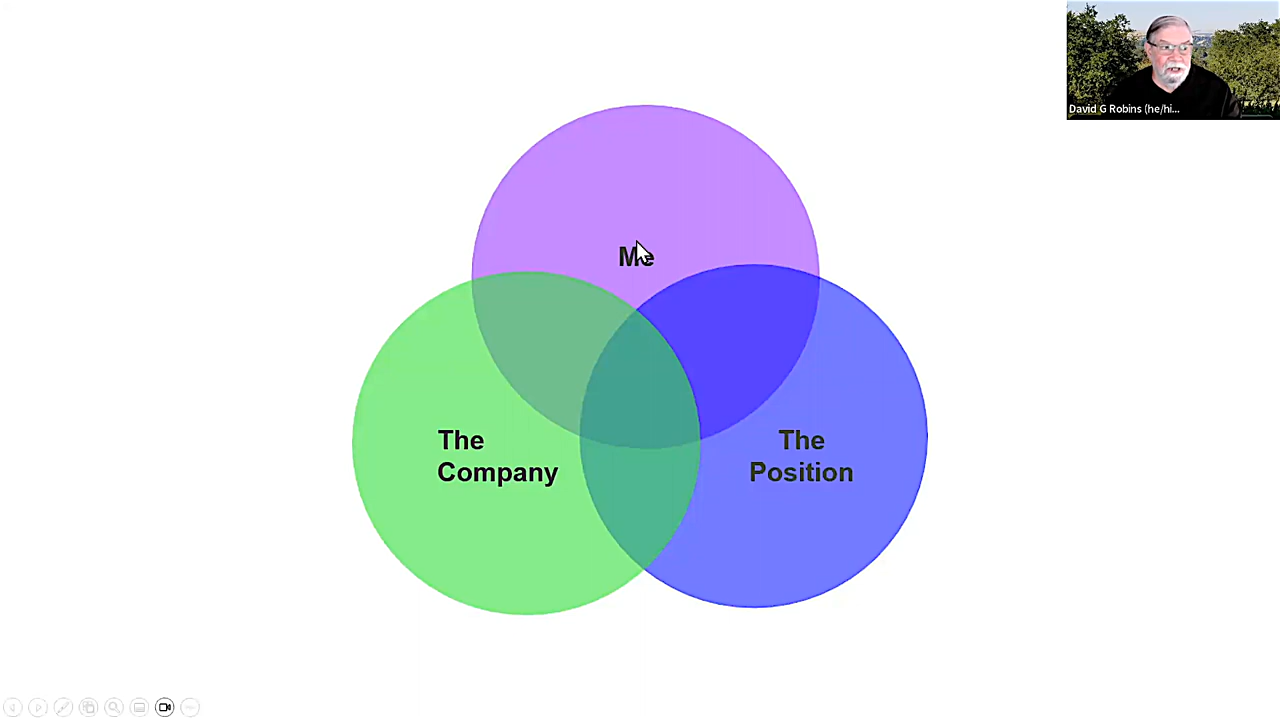 David G Robins (he/hi...
Me
The
Company
The
Position